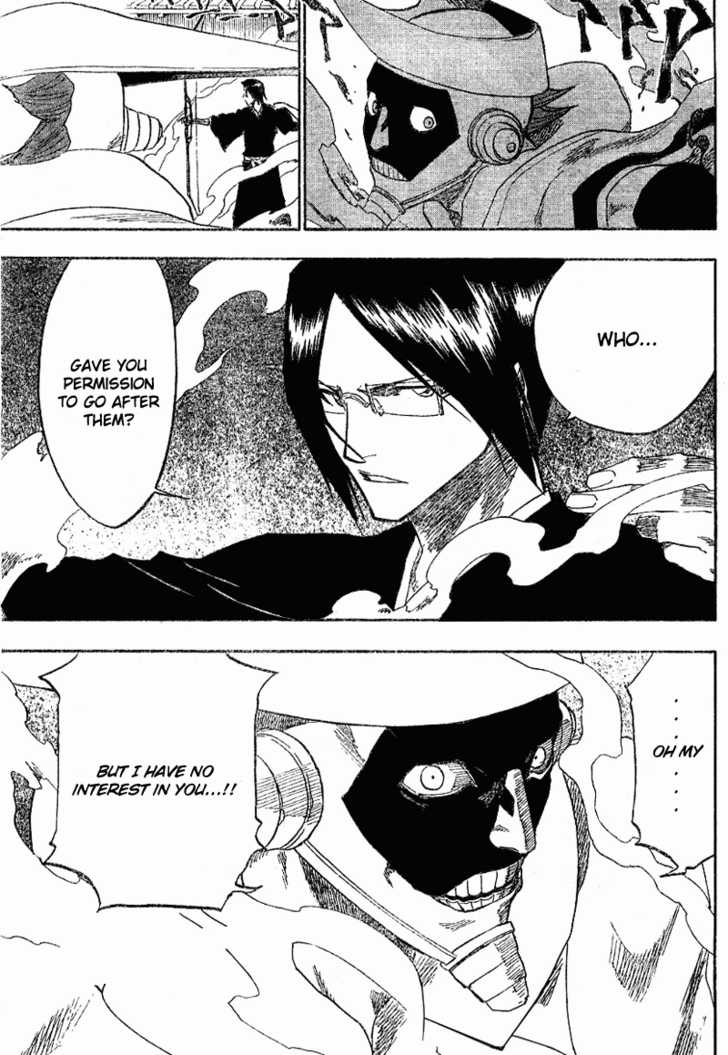 WHO...
GAVE YOU
PERMISSION
TO GO AFTER
THEM?
......
OH MY
BUT I HAVE NO
INTEREST IN YOU...!!